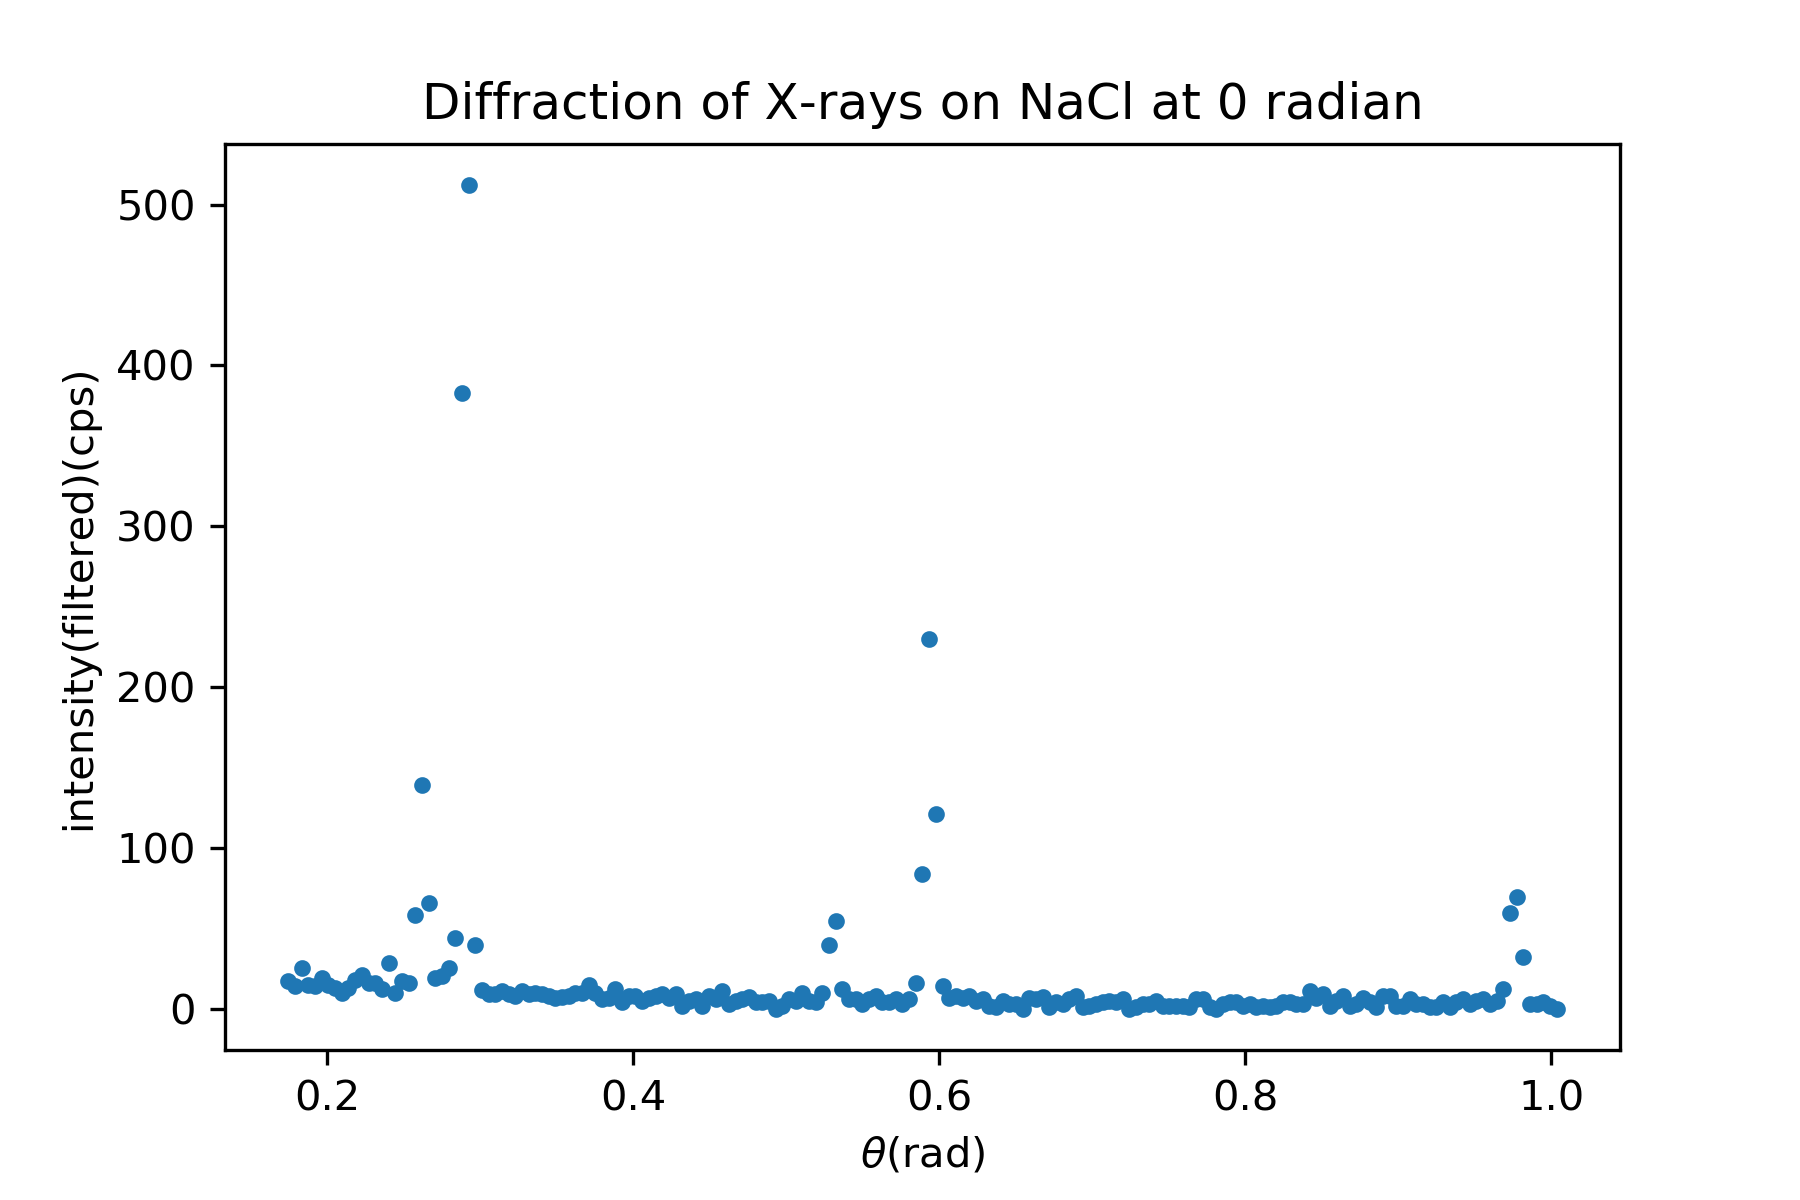 Diffraction of X-rays on NaCl at 0 radian
intensity(filtered)(cps)
500
400
300
200
100
0
0.2 0.4 0.6 0.8 1.0
θ(rad)